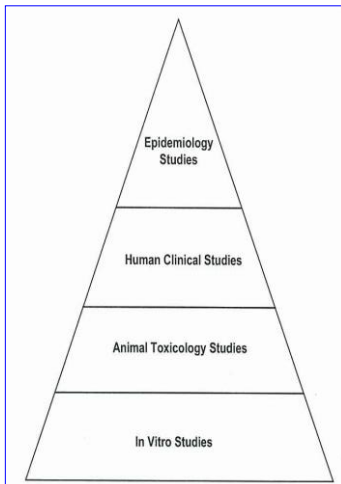 Epidemiology
Studies
Human Clinical Studies
Animal Toxicology Studies
In Vitro Studies